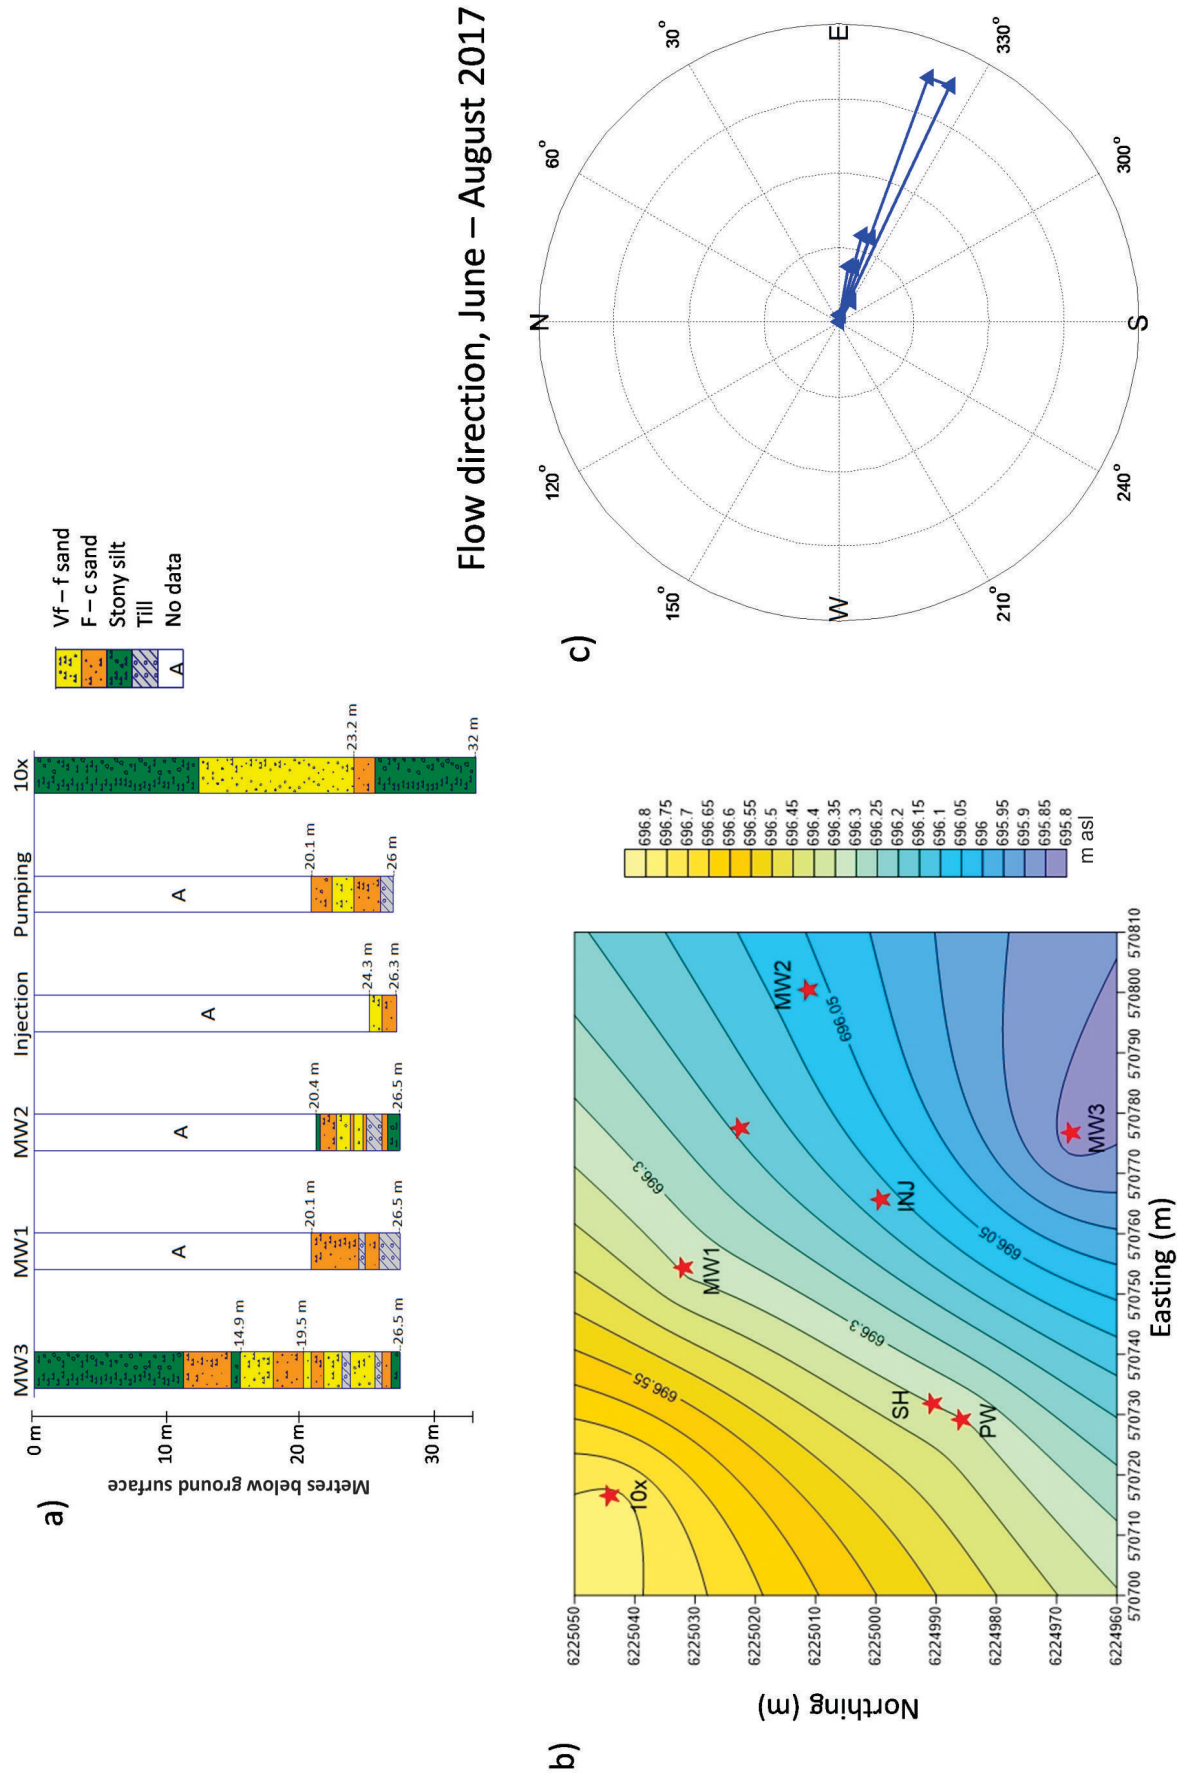 a)
MW3
MW1
MW2
Injection
Pumping
10x
0 m
10 m
20 m
30 m
Metres below ground surface
14.9 m
19.5 m
26.5 m
A
20.1 m
26.5 m
A
20.4 m
26.5 m
A
24.3 m
26.3 m
A
20.1 m
26 m
23.2 m
32 m
Vf – f sand
F – c sand
Stony silt
Till
A
No data
b)
Northing (m)
6225050
6225040
6225030
6225020
6225010
6225000
6224990
6224980
6224970
6224960
570700
570710
570720
570730
570740
570750
570760
570770
570780
570790
570800
570810
Easting (m)
10x
696.55
SH
PW
696.3
MW1
696.3
INJ
696.05
MW2
696.05
MW3
696.8
696.75
696.7
696.65
696.6
696.55
696.5
696.45
696.4
696.35
696.3
696.25
696.2
696.15
696.1
696.05
696
695.95
695.9
695.85
695.8
m asl
c)
Flow direction, June – August 2017
N
30°
60°
120°
150°
W
210°
240°
S
300°
330°
E